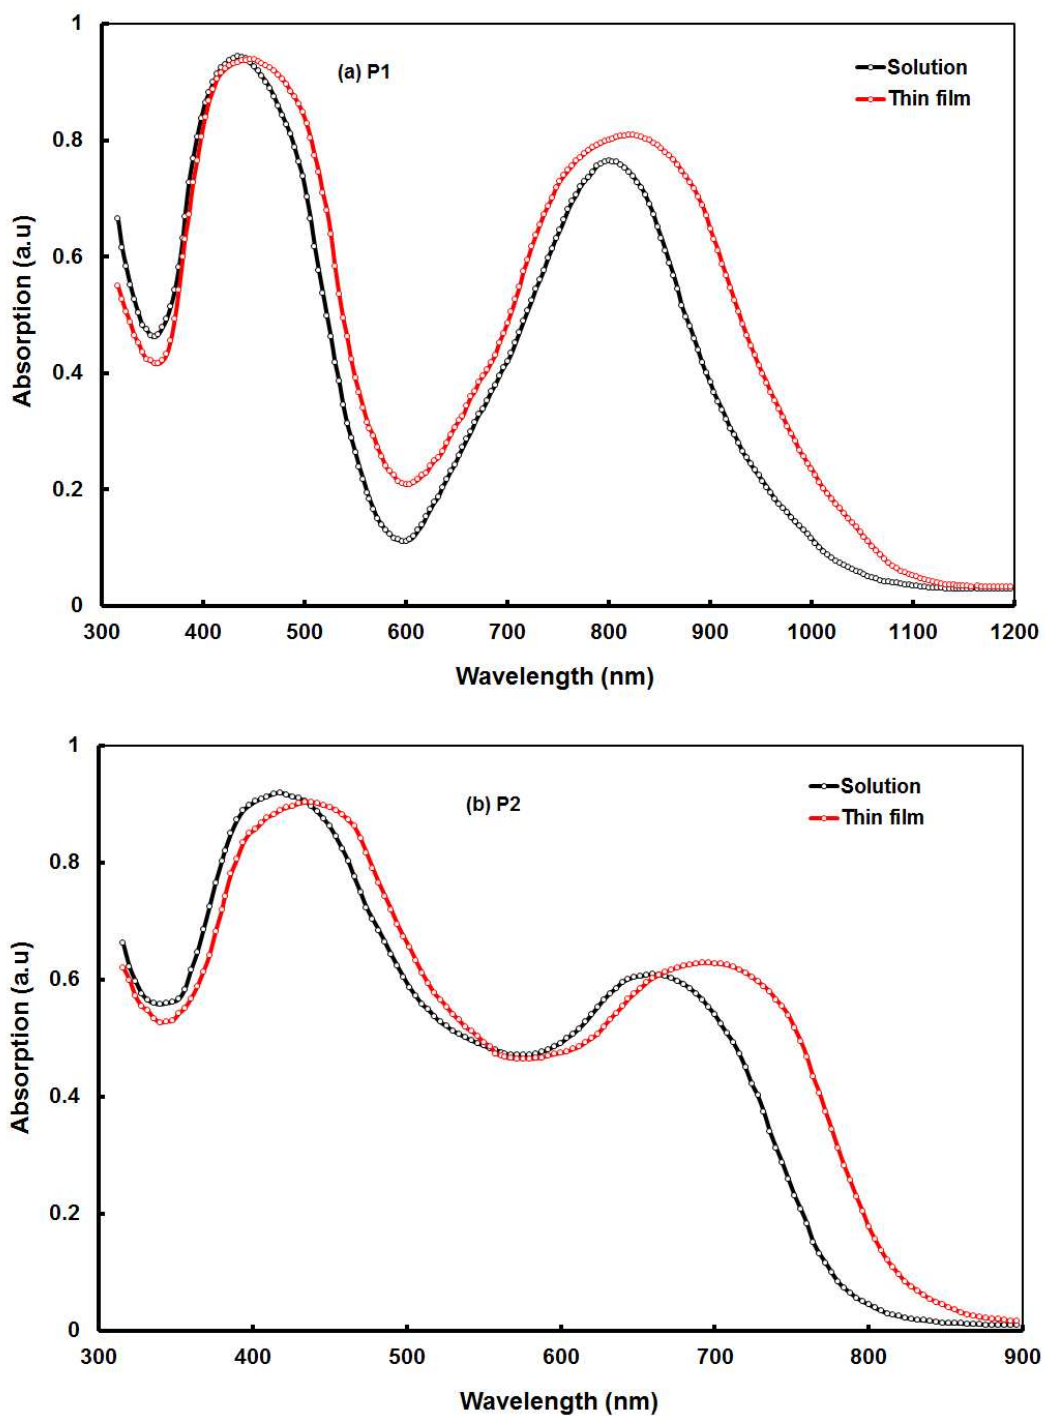 1
(a) P1
Solution
Thin film
0.8
0.6
0.4
0.2
0
Absorption (a.u)
300 400 500 600 700 800 900 1000 1100 1200
Wavelength (nm)
1
(b) P2
Solution
Thin film
0.8
0.6
0.4
0.2
0
Absorption (a.u)
300 400 500 600 700 800 900
Wavelength (nm)